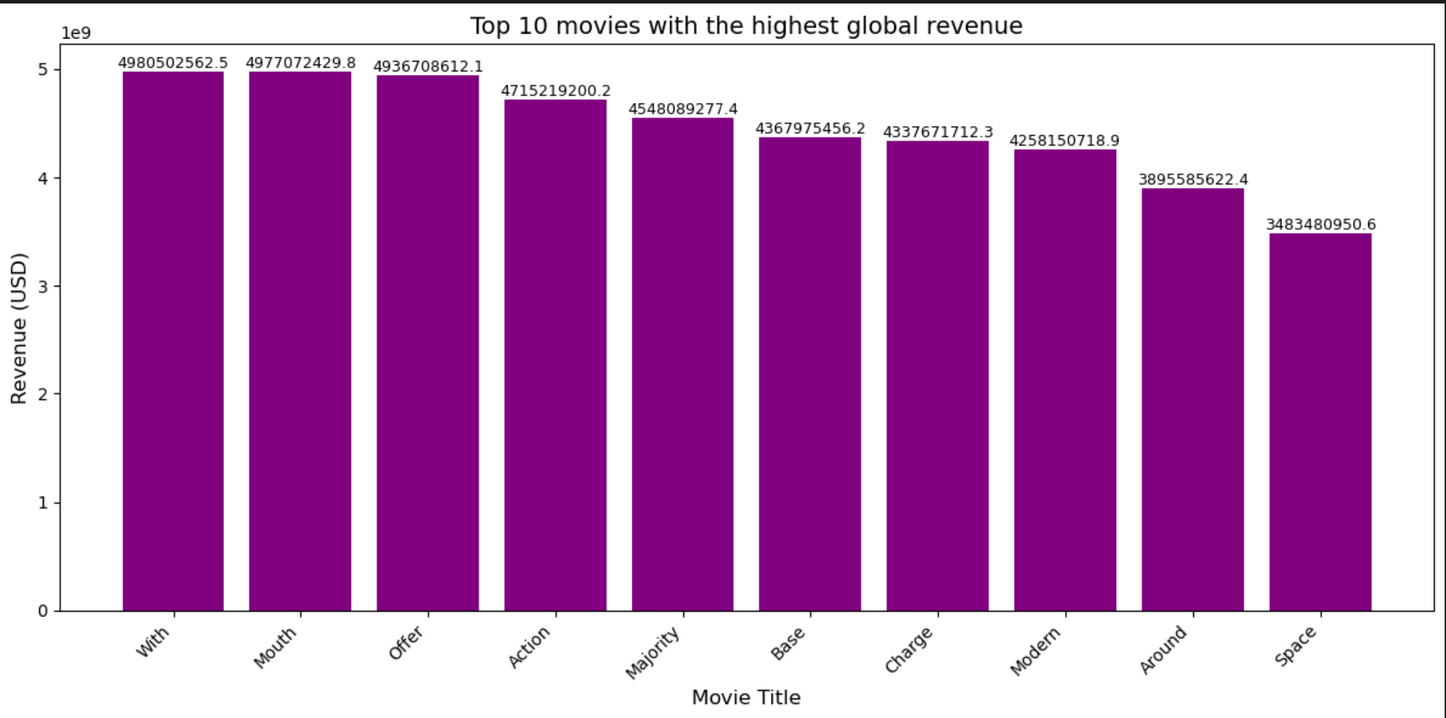 Top 10 movies with the highest global revenue
1e9
5
4
3
2
1
0
Revenue (USD)
4980502562.5
4977072429.8
4936708612.1
4715219200.2
4548089277.4
4367975456.2
4337671712.3
4258150718.9
3895585622.4
3483480950.6
With
Mouth
Offer
Action
Majority
Base
Charge
Modern
Around
Space
Movie Title